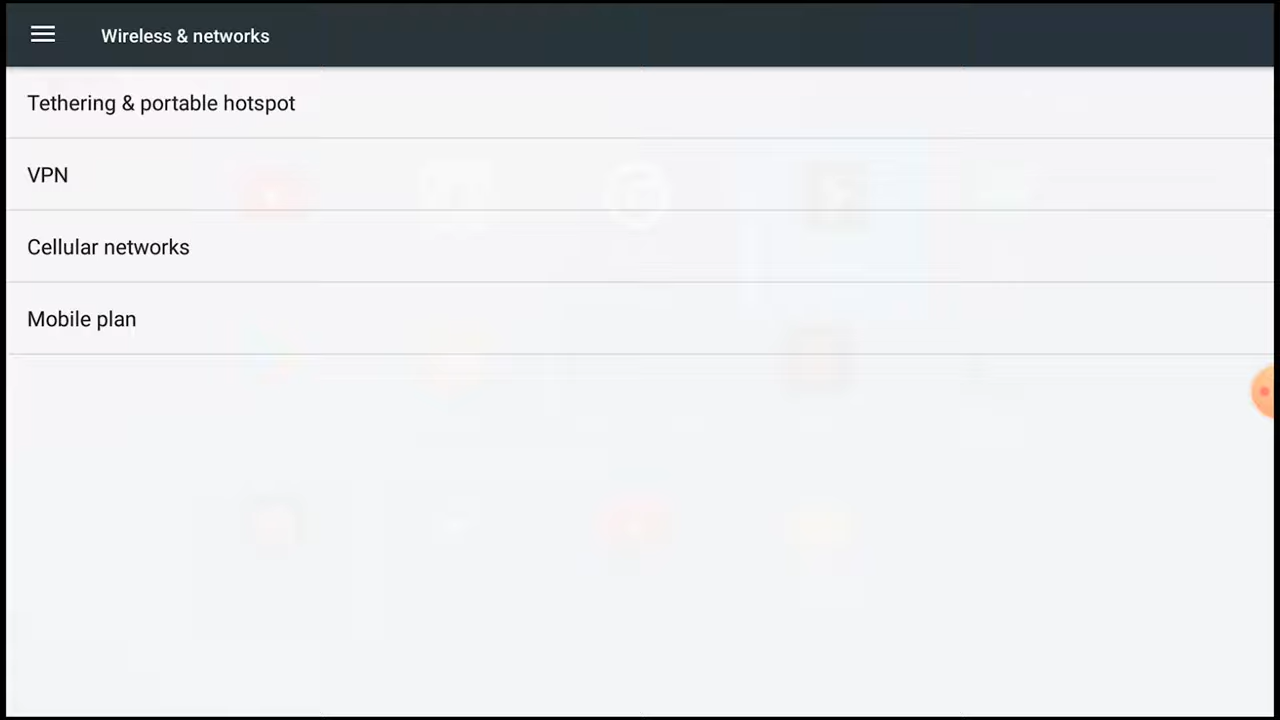 Wireless & networks
Tethering & portable hotspot
VPN
Cellular networks
Mobile plan